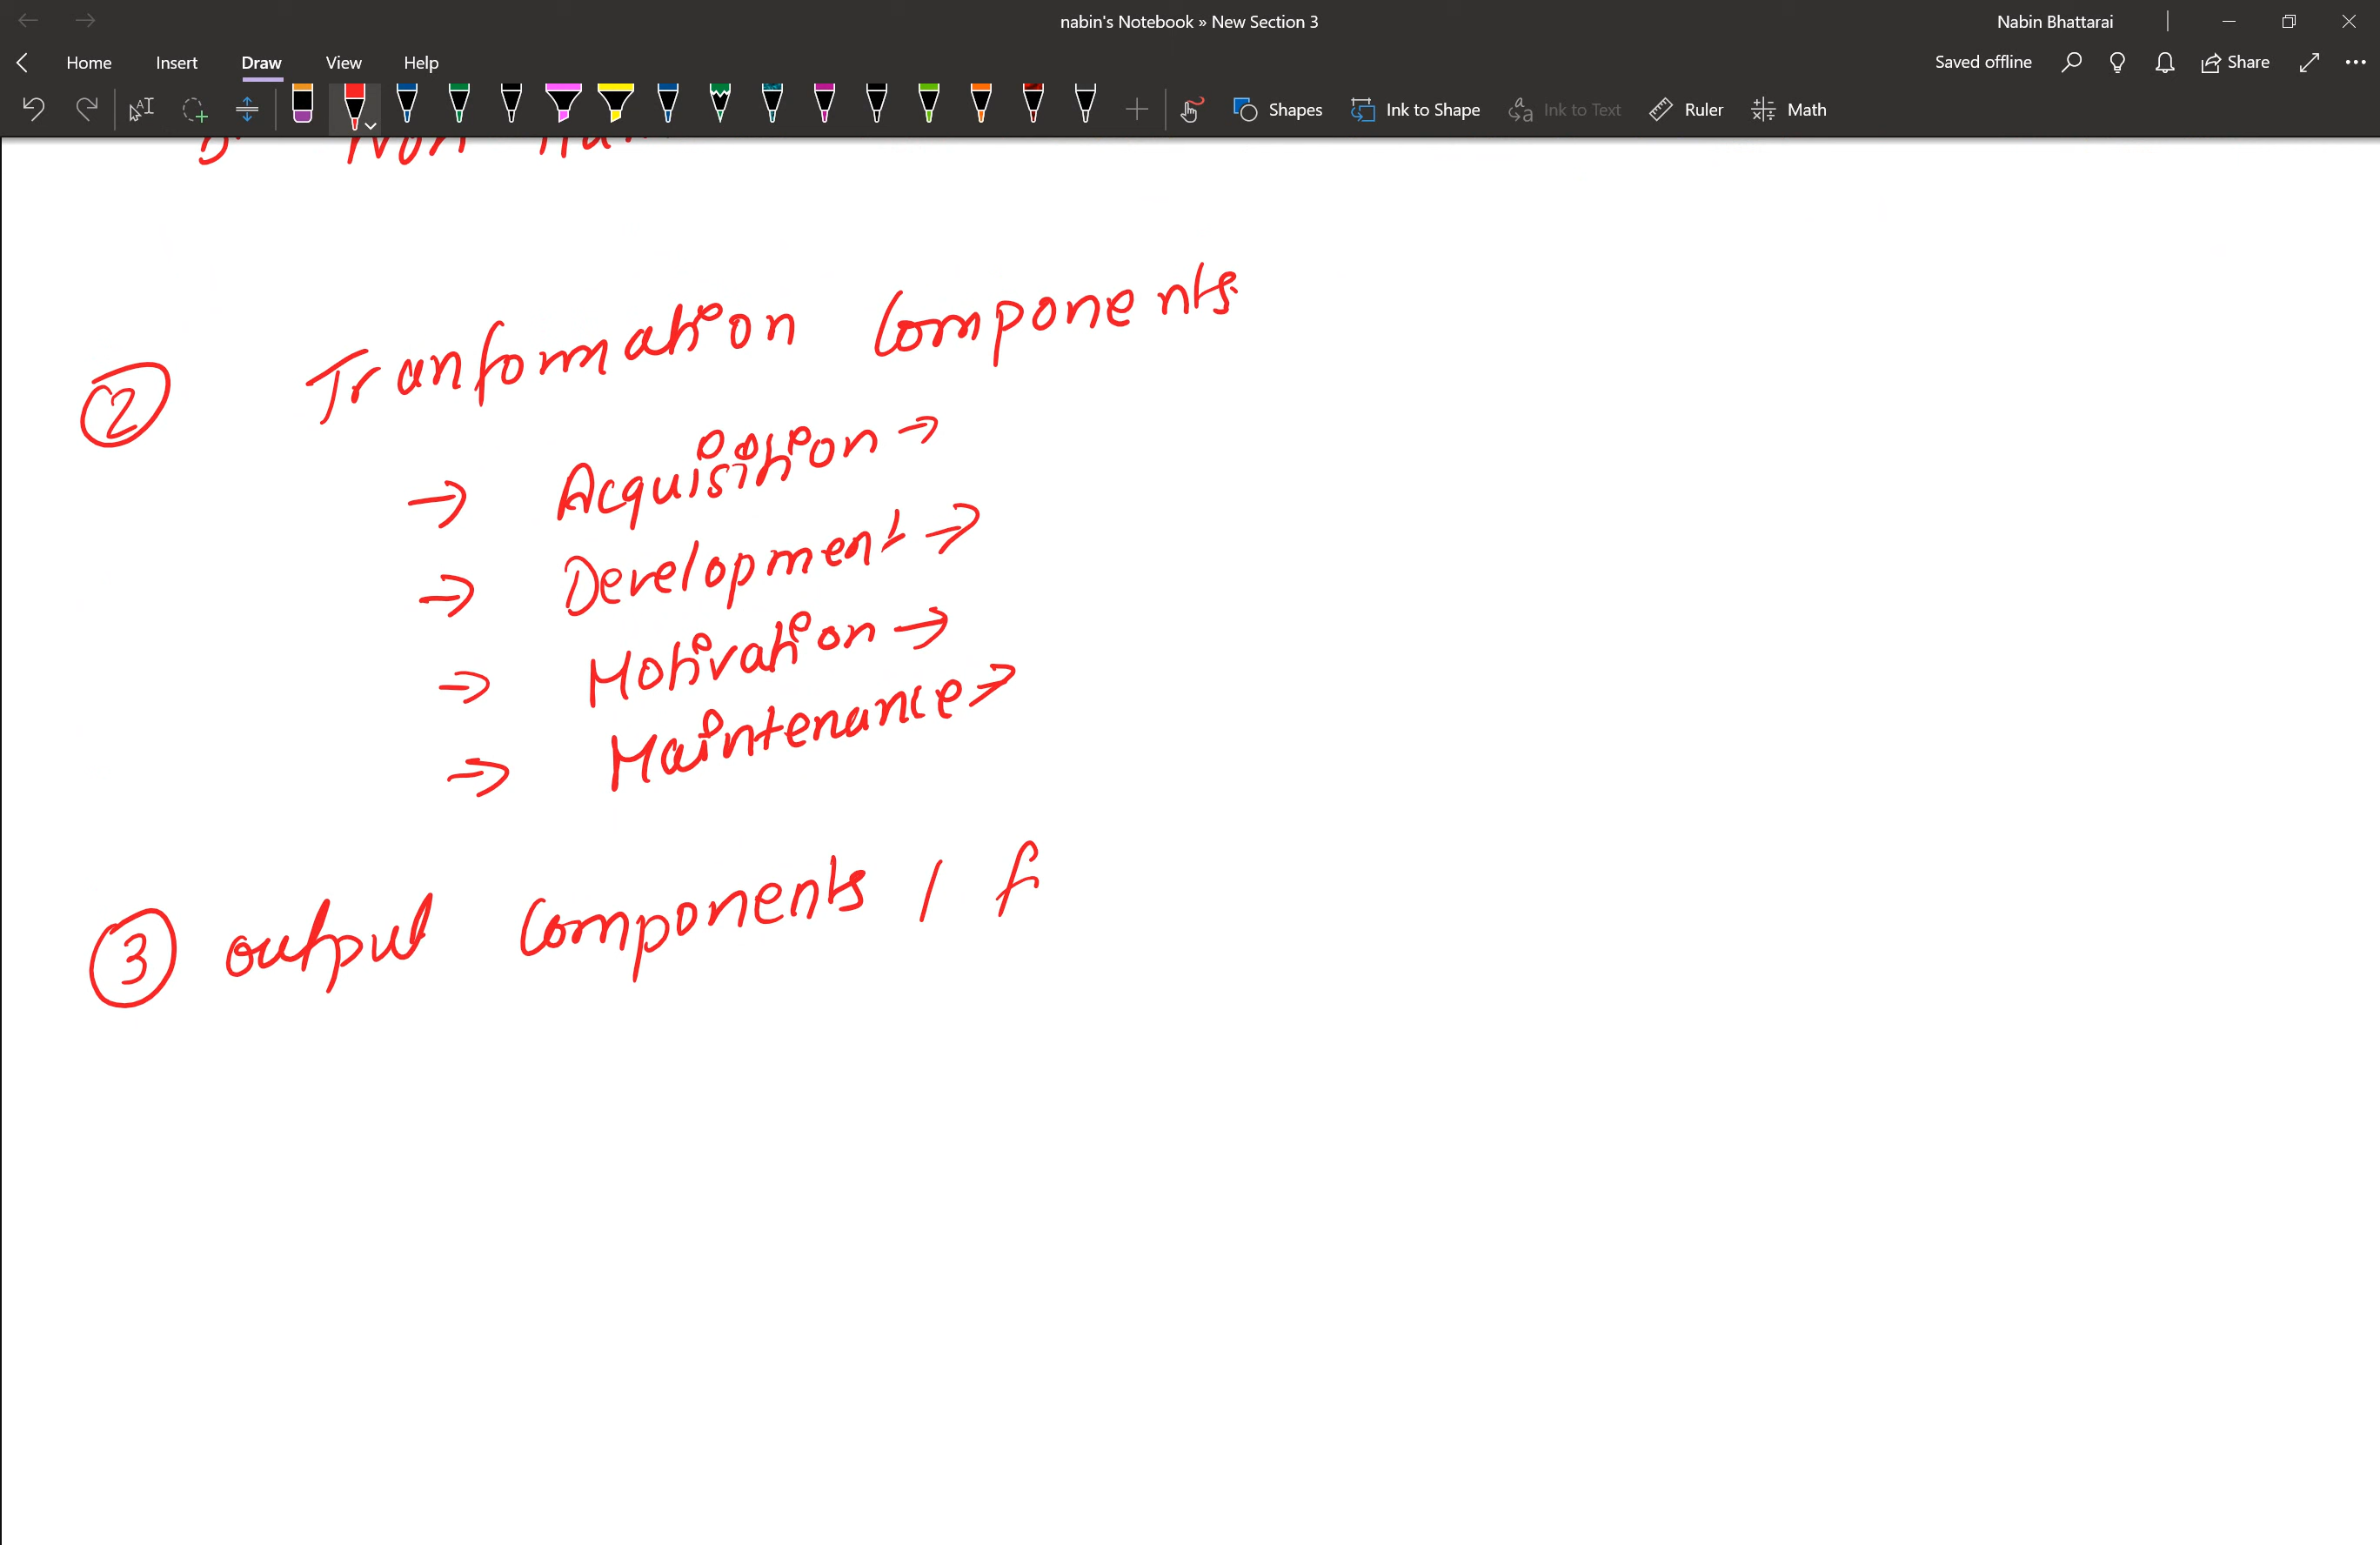 nabin's Notebook » New Section 3
Nabin Bhattarai
Home Insert Draw View Help
Saved offline
Share
Shapes Ink to Shape Ink to Text Ruler Math
② Tranformation Components
→ Acquisition →
→ Development →
→ Motivation →
→ Maintenance →
③ output Components / f